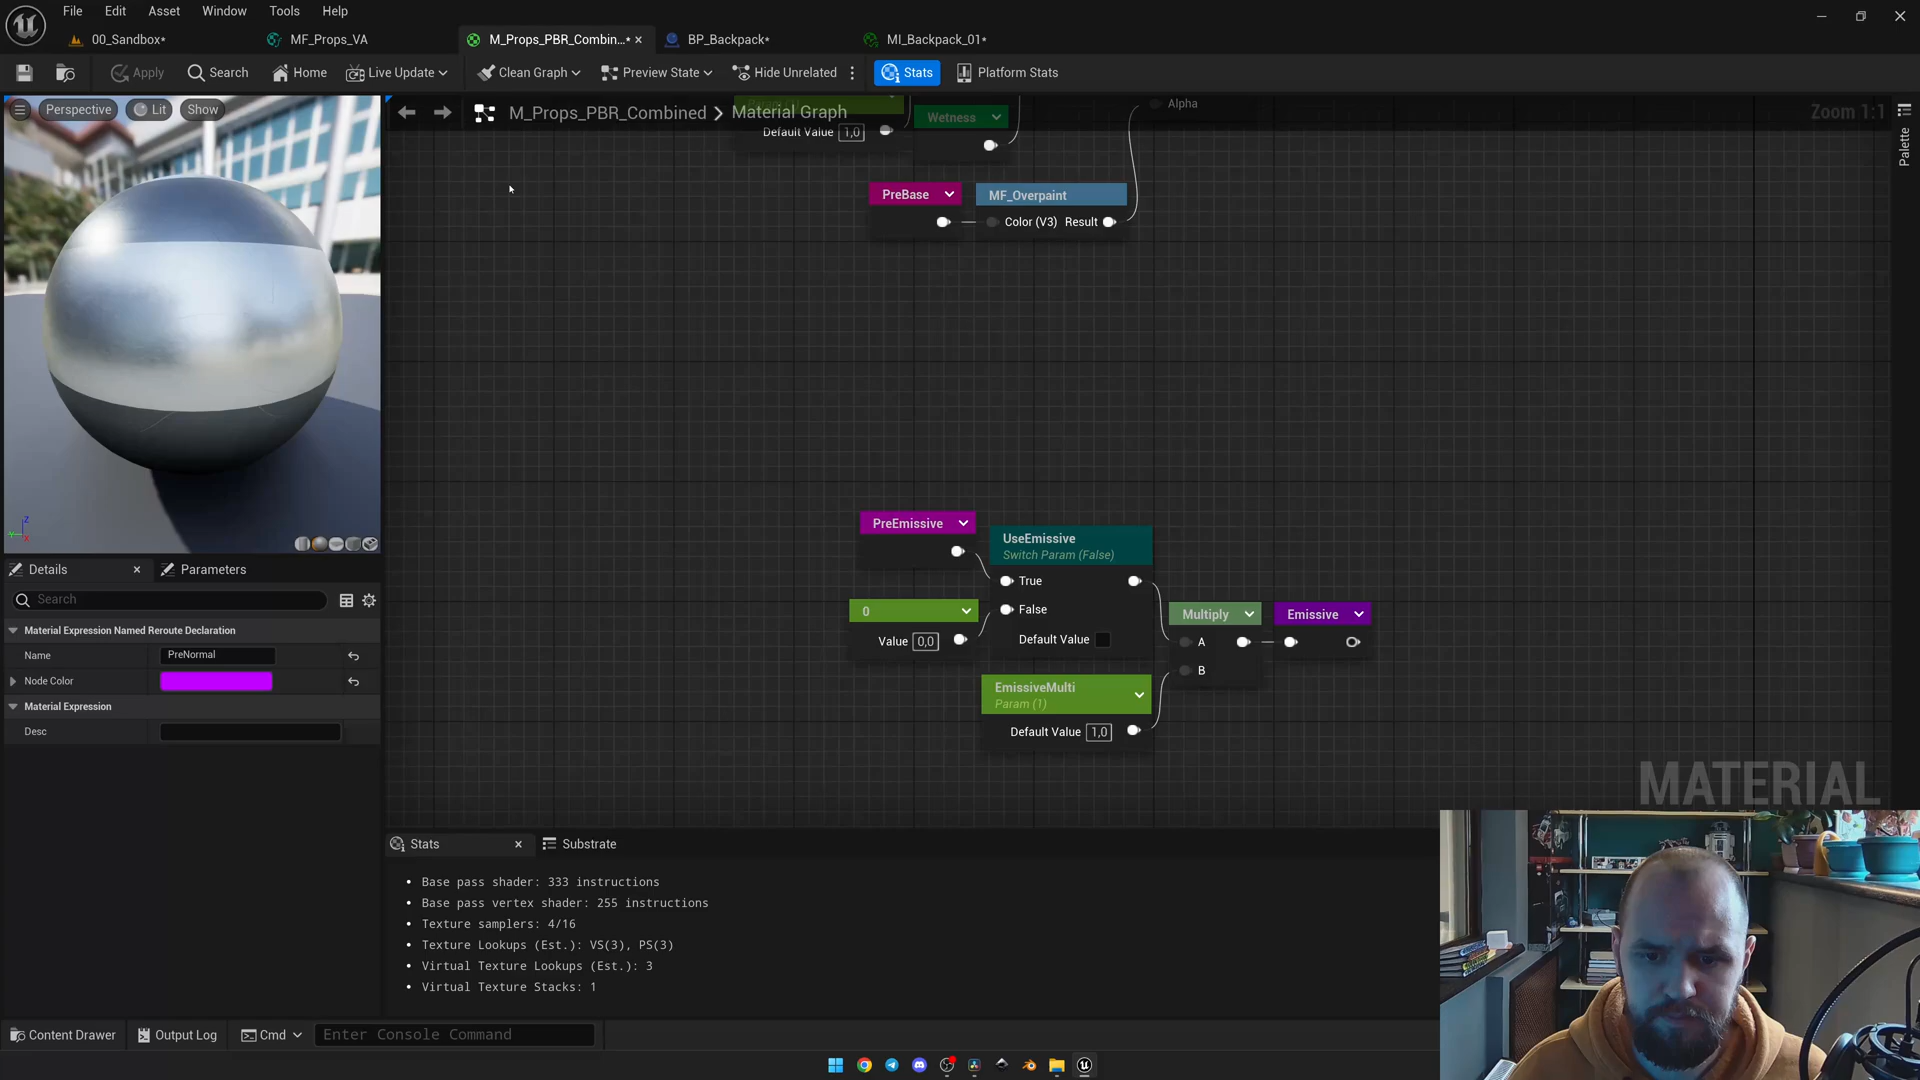 File Edit Asset Window Tools Help
00_Sandbox* MF_Props_VA M_Props_PBR_Combin...* BP_Backpack* MI_Backpack_01*
Apply Search Home Live Update Clean Graph Preview State Hide Unrelated Stats Platform Stats
Perspective Lit Show
M_Props_PBR_Combined > Material Graph
Zoom 1:1
Palette
Alpha
Default Value 1,0
Wetness
PreBase
MF_Overpaint
Color (V3) Result
PreEmissive
UseEmissive
Switch Param (False)
True
False
Default Value
0
Value 0,0
Multiply
A
B
Emissive
EmissiveMulti
Param (1)
Default Value 1,0
MATERIAL
Details Parameters
Search
Material Expression Named Reroute Declaration
Name PreNormal
Node Color
Material Expression
Desc
Stats Substrate
• Base pass shader: 333 instructions
• Base pass vertex shader: 255 instructions
• Texture samplers: 4/16
• Texture Lookups (Est.): VS(3), PS(3)
• Virtual Texture Lookups (Est.): 3
• Virtual Texture Stacks: 1
Content Drawer Output Log Cmd Enter Console Command